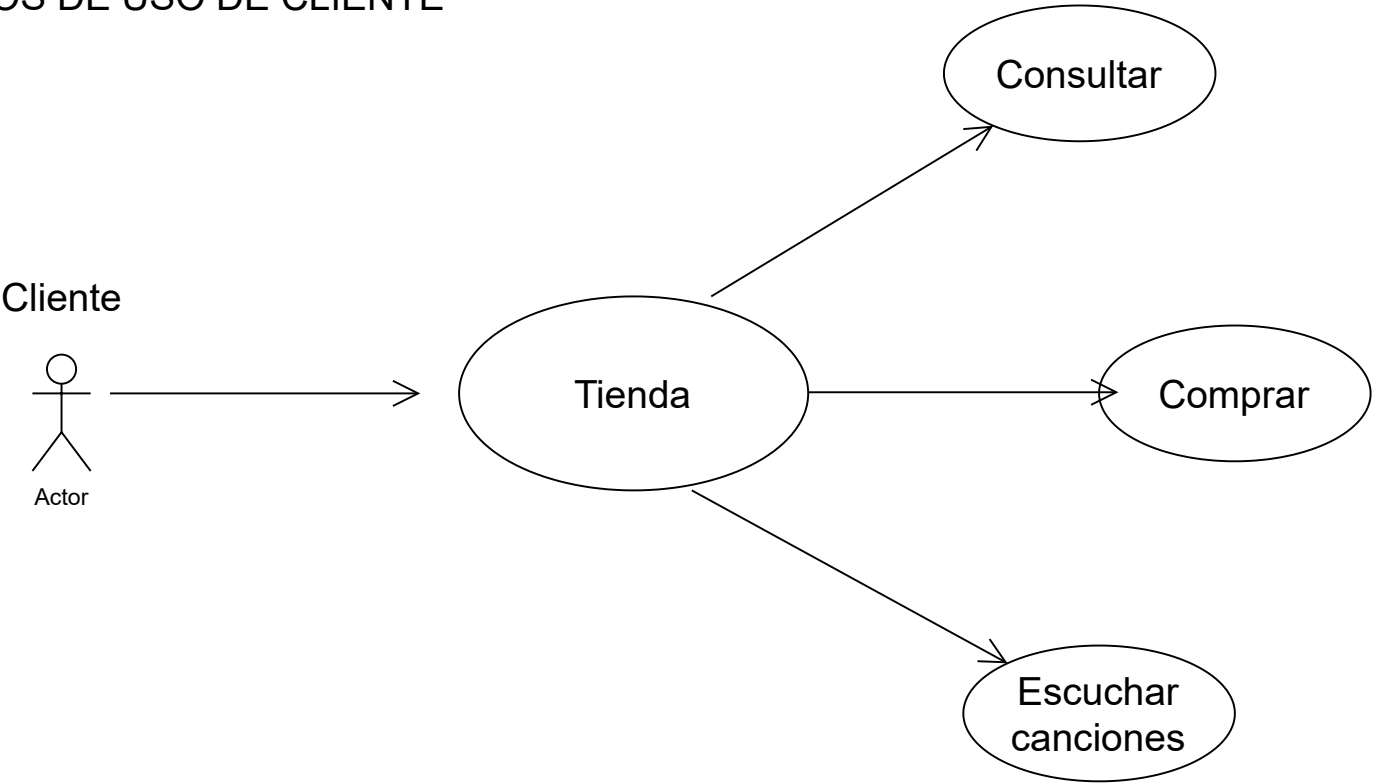 OS DE USO DE CLIENTE
Consultar
Cliente
Tienda
Comprar
Actor
Escuchar
canciones